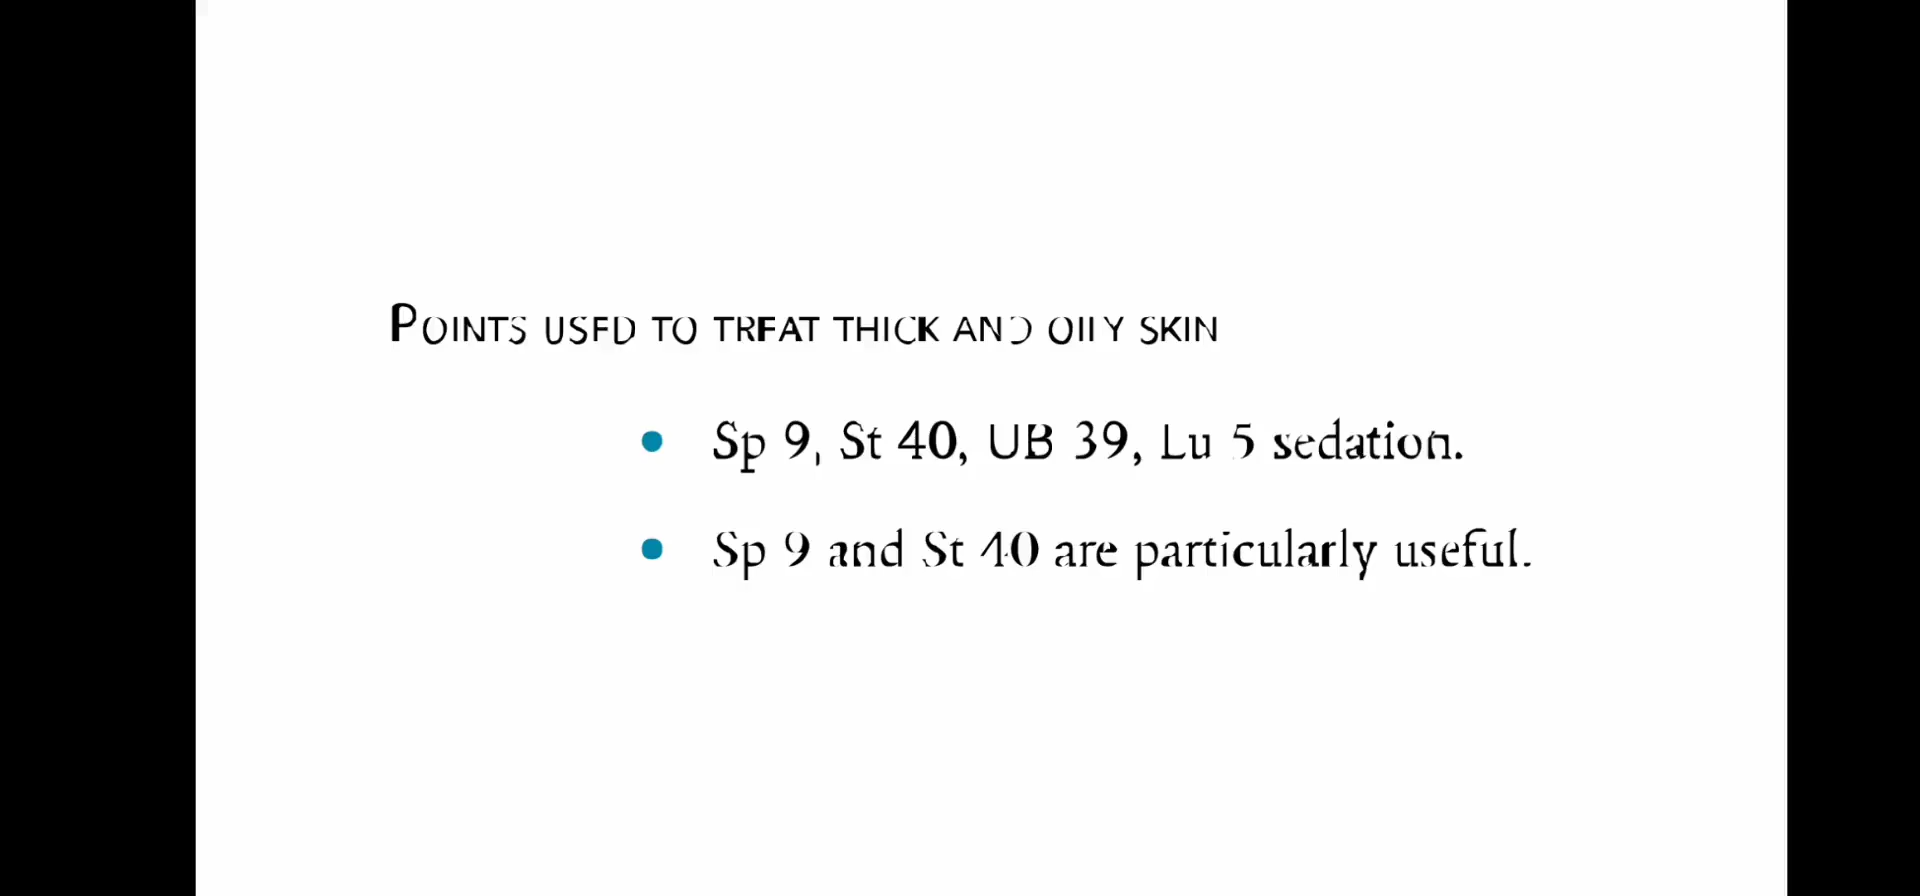 Points used to treat thick and oily skin
• Sp 9, St 40, UB 39, Lu 5 sedation.
• Sp 9 and St 40 are particularly useful.